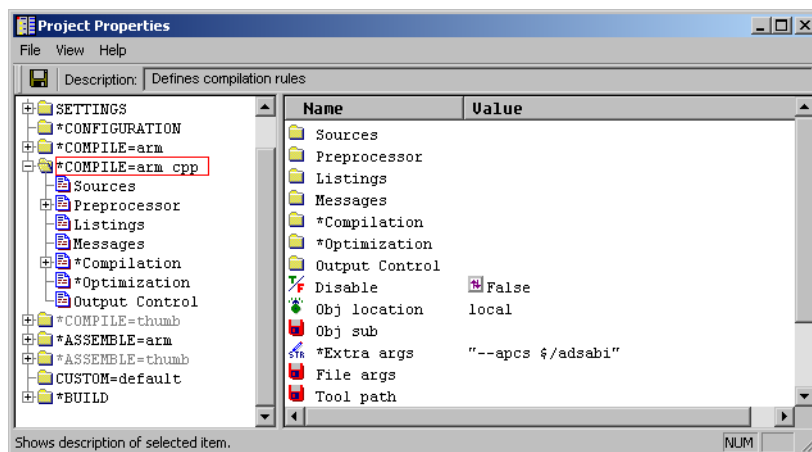 Project Properties
File View Help
Description: Defines compilation rules
SETTINGS
*CONFIGURATION
*COMPILE=arm
*COMPILE=arm_cpp
Sources
Preprocessor
Listings
Messages
*Compilation
*Optimization
Output Control
*COMPILE=thumb
*ASSEMBLE=arm
*ASSEMBLE=thumb
CUSTOM=default
*BUILD
Name Value
Sources
Preprocessor
Listings
Messages
*Compilation
*Optimization
Output Control
T/F Disable False
Obj location local
Obj sub
STR *Extra args "--apcs $/adsabi"
File args
Tool path
Shows description of selected item.
NUM